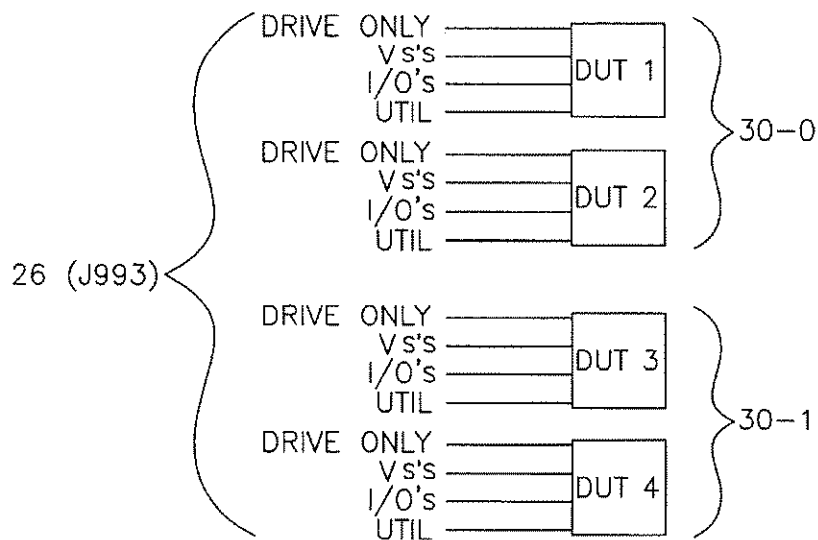 DRIVE ONLY
Vs's
I/O's
UTIL
DUT 1
DRIVE ONLY
Vs's
I/O's
UTIL
DUT 2
30-0
26 (J993)
DRIVE ONLY
Vs's
I/O's
UTIL
DUT 3
DRIVE ONLY
Vs's
I/O's
UTIL
DUT 4
30-1